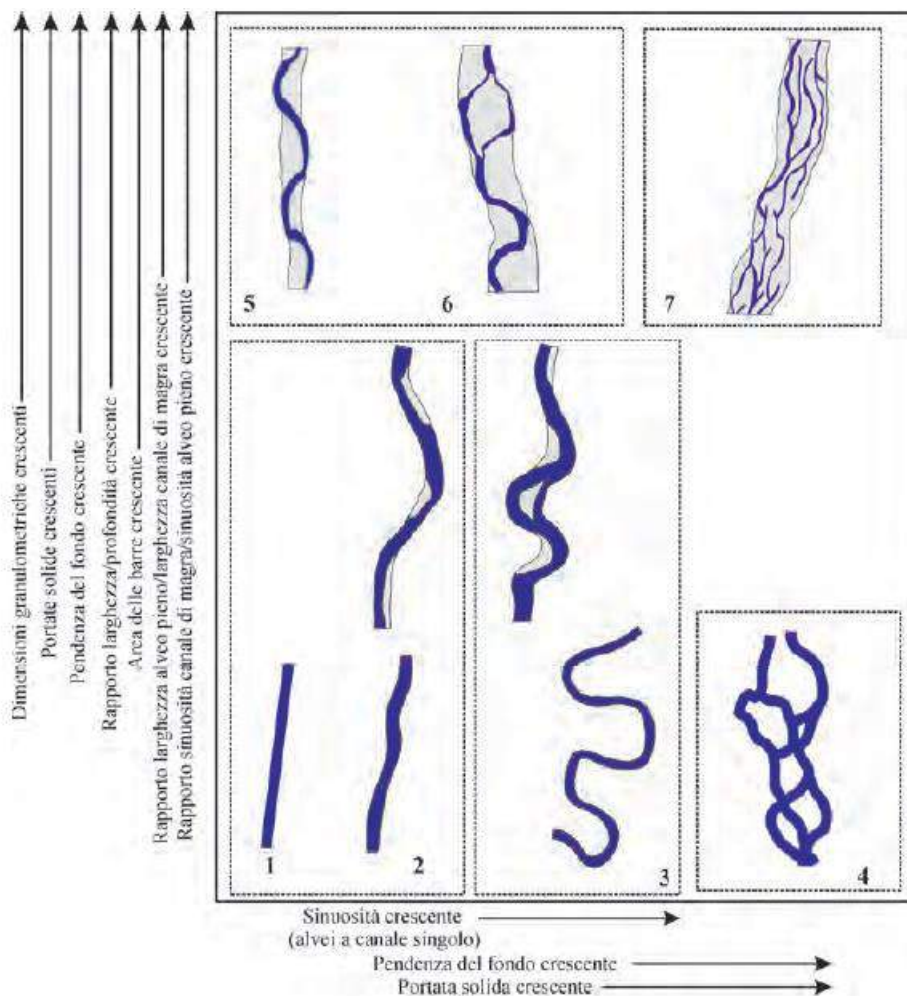 Dimensioni granulometriche crescenti
Portate solide crescenti
Pendenza del fondo crescente
Rapporto larghezza/profondità crescente
Area delle barre crescente
Rapporto larghezza alveo pieno/larghezza canale di magra crescente
Rapporto sinuosità canale di magra/sinuosità alveo pieno crescente
5
6
7
1
2
3
4
Sinuosità crescente
(alvei a canale singolo)
Pendenza del fondo crescente
Portata solida crescente